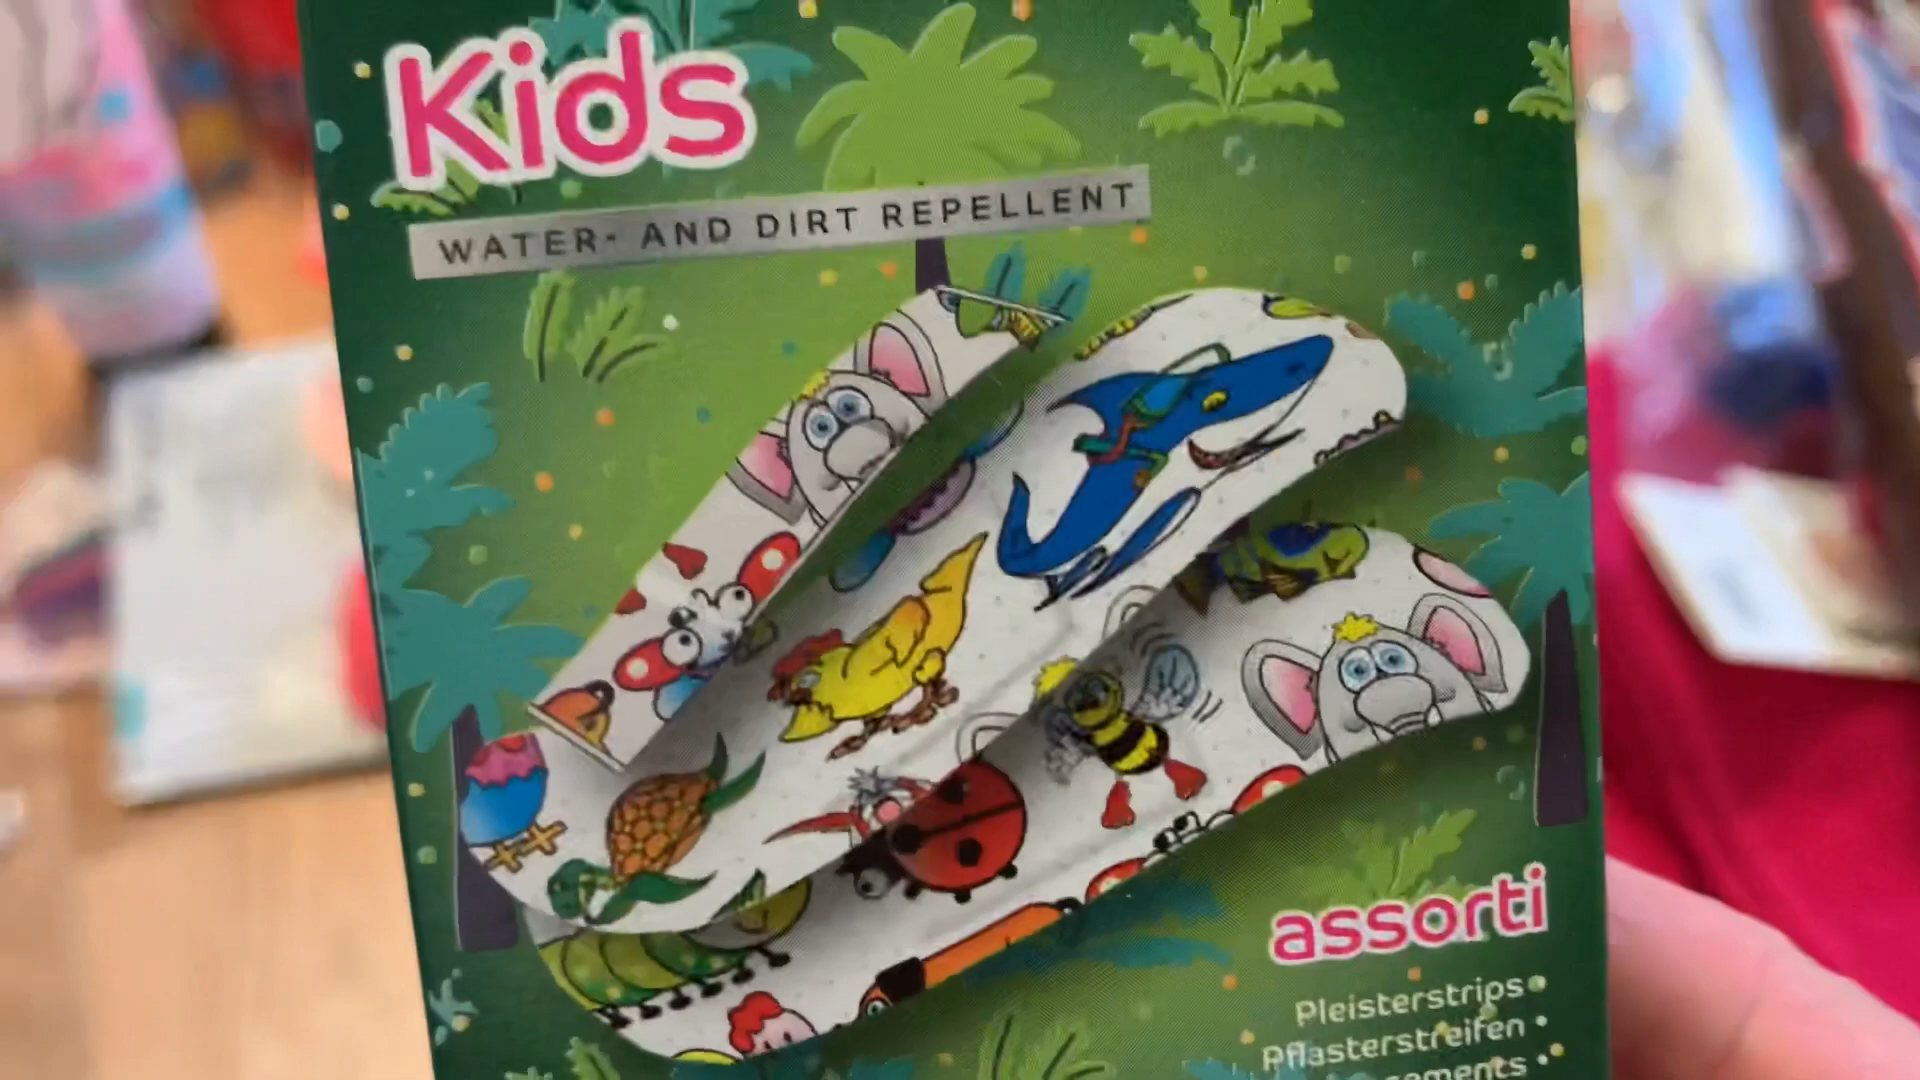 Kids
WATER- AND DIRT REPELLENT
assorti
Pleisterstrips •
Pflasterstreifen •